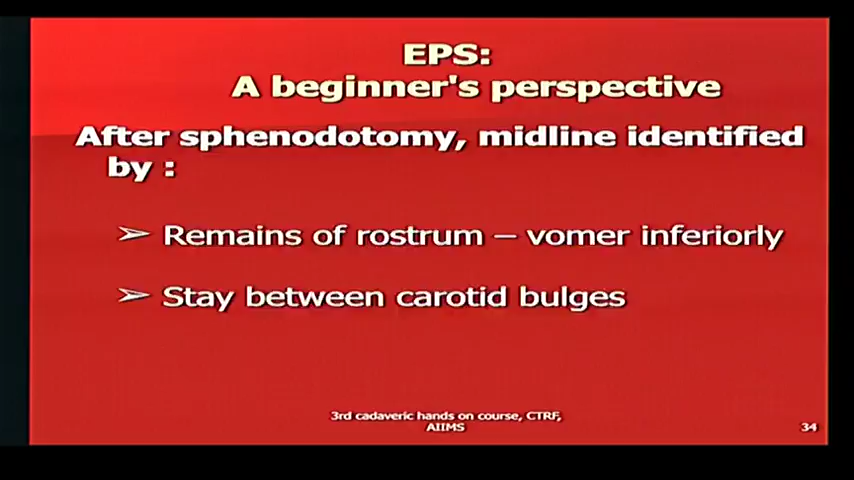 EPS:
A beginner's perspective
After sphenodotomy, midline identified
by :
➢ Remains of rostrum – vomer inferiorly
➢ Stay between carotid bulges
3rd cadaveric hands on course, CTRF,
AIIMS
34